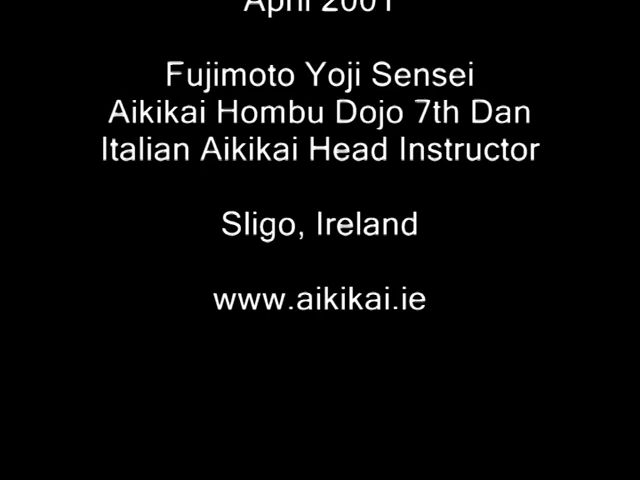 April 2001
Fujimoto Yoji Sensei
Aikikai Hombu Dojo 7th Dan
Italian Aikikai Head Instructor
Sligo, Ireland
www.aikikai.ie